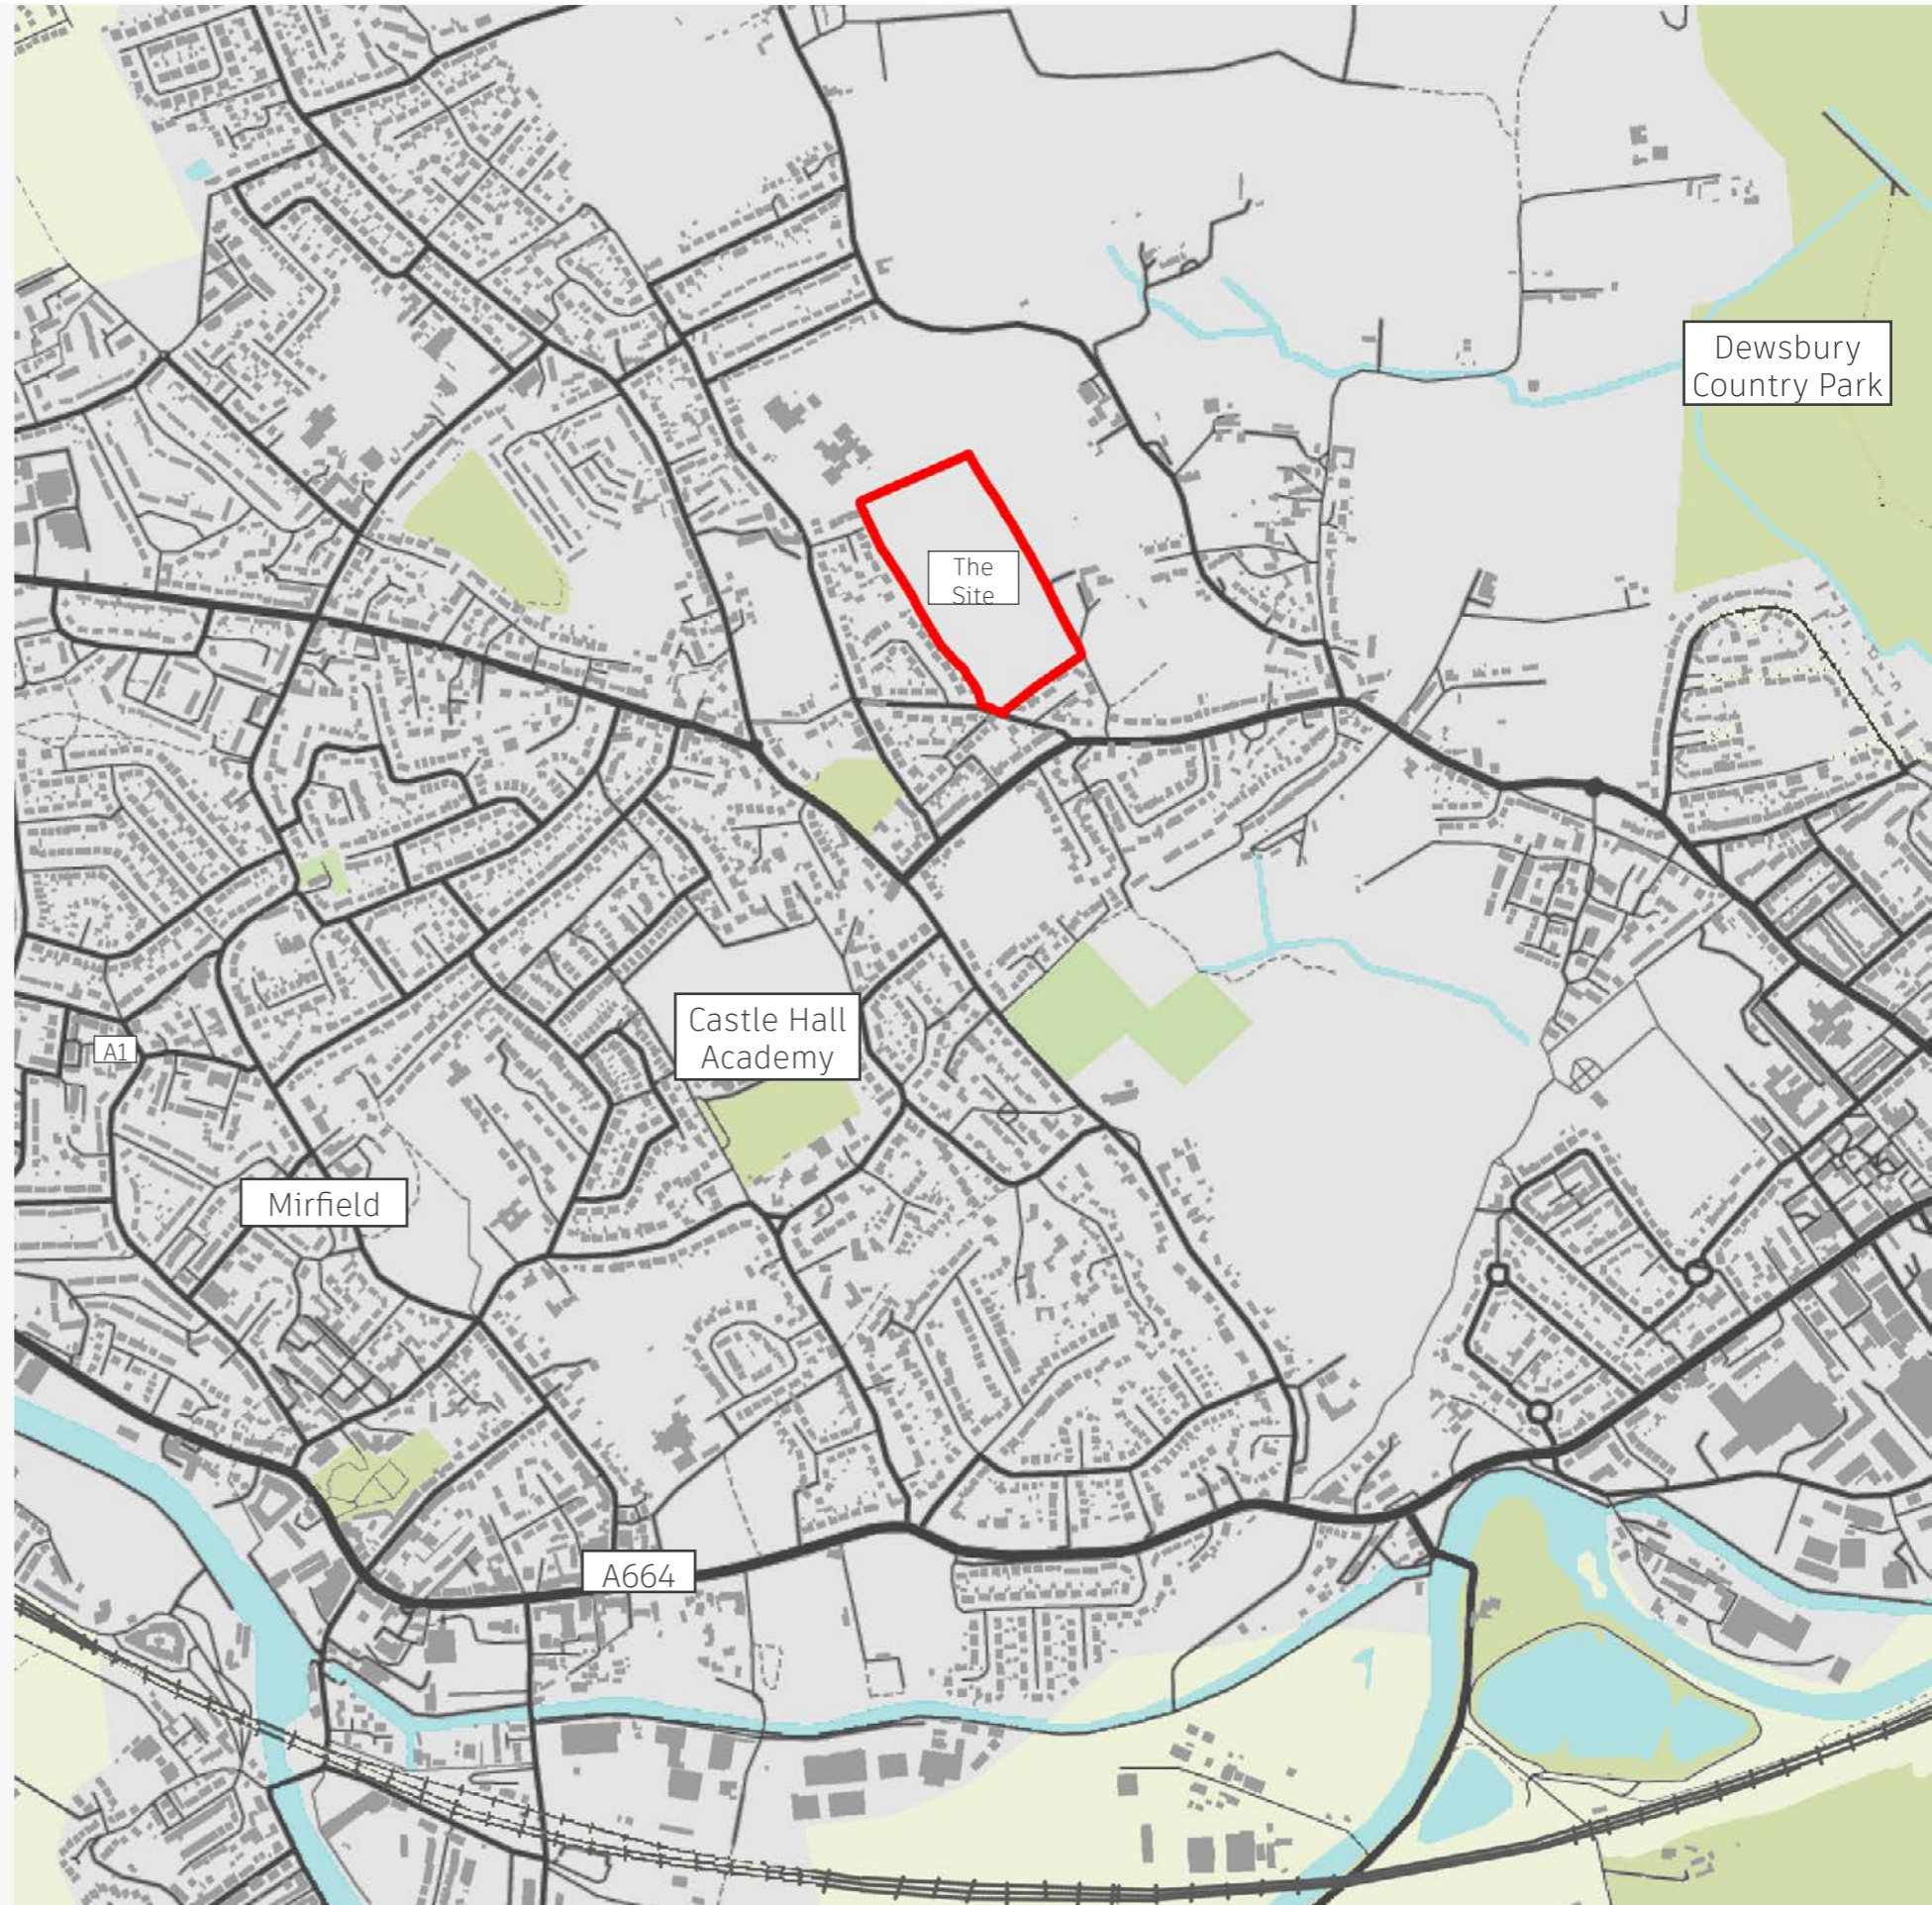 Dewsbury
Country Park
The
Site
Castle Hall
Academy
A1
Mirfield
A664